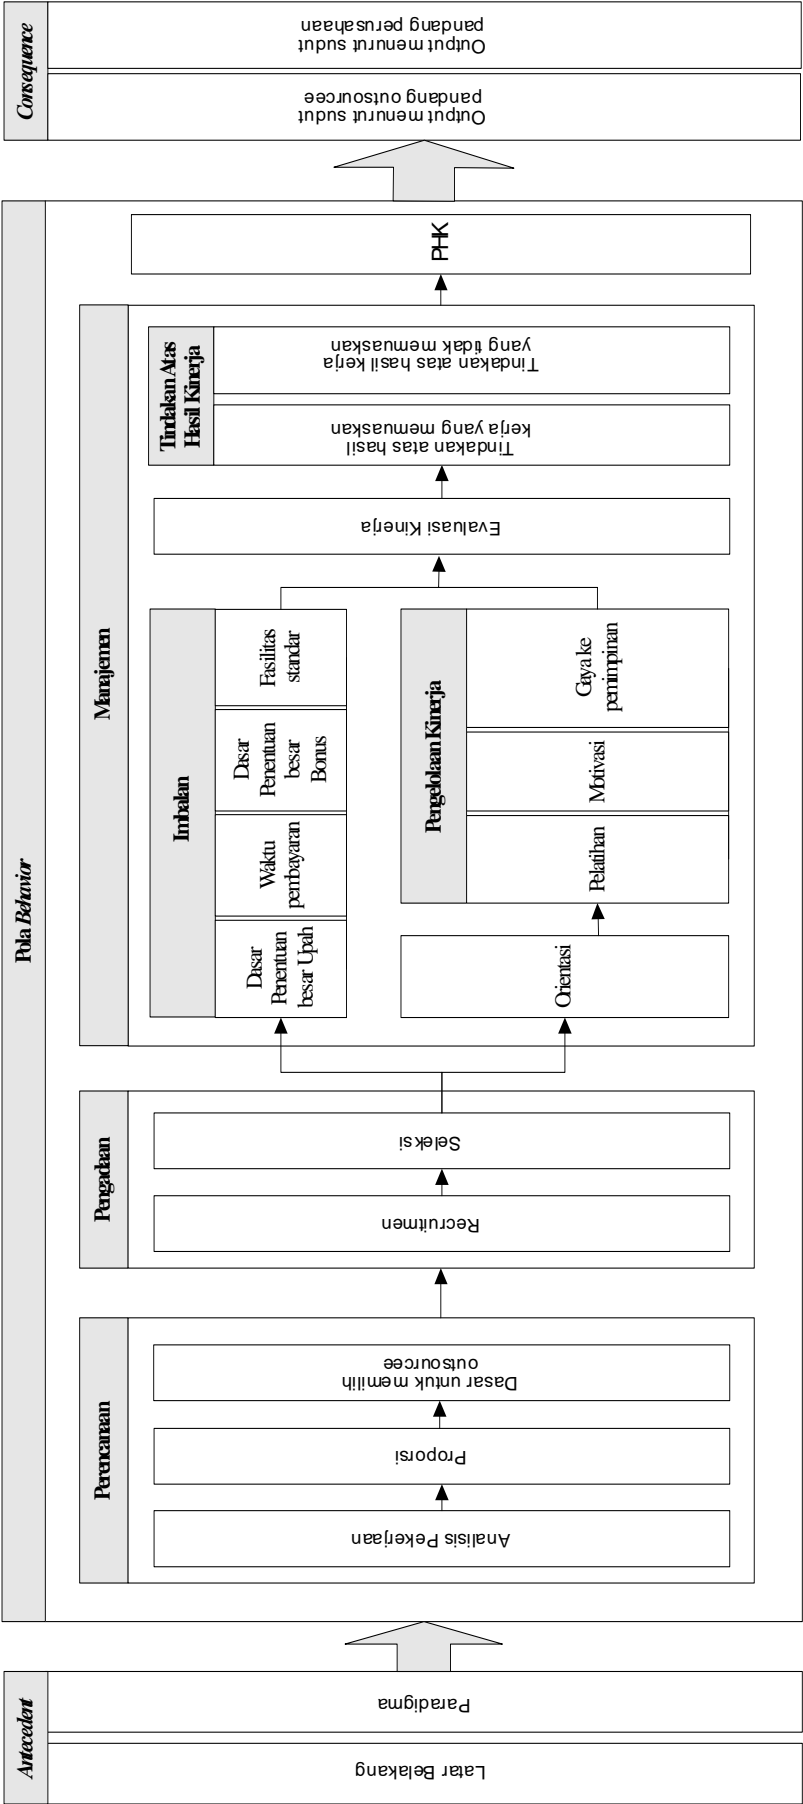 Antecedent
Latar Belakang
Paradigma
Pola Behavior
Perencanaan
Analisis Pekerjaan
Proporsi
Dasar untuk memilih
outsourcee
Pengadaan
Recruitmen
Seleksi
Manajemen
Imbalan
Dasar
Penentuan
besar Upah
Waktu
pembayaran
Dasar
Penentuan
besar
Bonus
Fasilitas
standar
Orientasi
Pengelolaan Kinerja
Pelatihan
Motivasi
Gaya ke
pemimpinan
Evaluasi Kinerja
Tindakan Atas
Hasil Kinerja
Tindakan atas hasil
kerja yang memuaskan
Tindakan atas hasil kerja
yang tidak memuaskan
PHK
Consequence
Output menurut sudut
pandang outsourcee
Output menurut sudut
pandang perusahaan